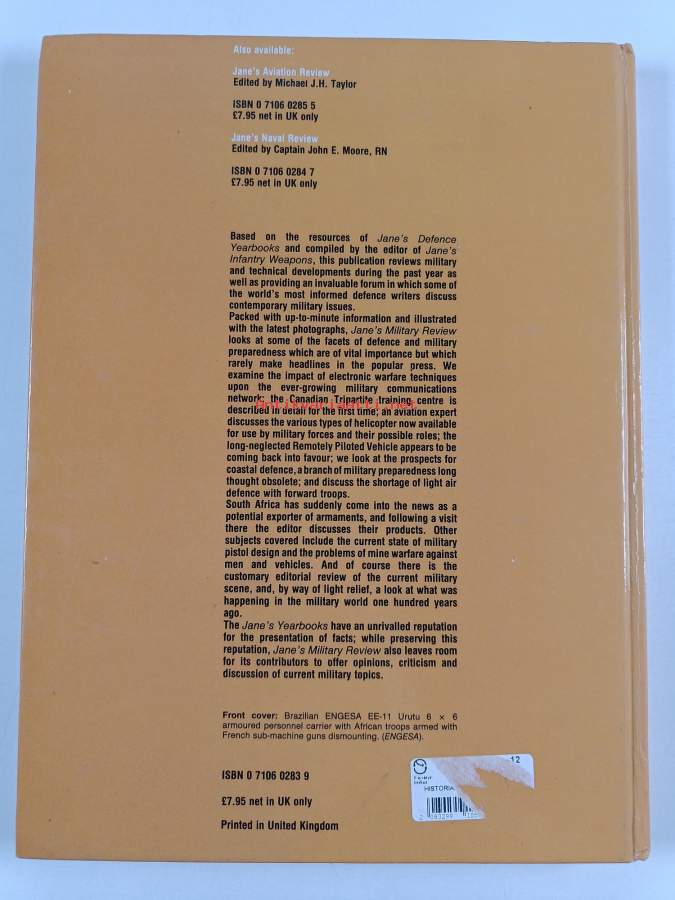 Also available:
Jane's Aviation Review
Edited by Michael J.H. Taylor
ISBN 0 7106 0285 5
£7.95 net in UK only
Jane's Naval Review
Edited by Captain John E. Moore, RN
ISBN 0 7106 0284 7
£7.95 net in UK only
Based on the resources of Jane's Defence
Yearbooks and compiled by the editor of Jane's
Infantry Weapons, this publication reviews military
and technical developments during the past year as
well as providing an invaluable forum in which some of
the world's most informed defence writers discuss
contemporary military issues.
Packed with up-to-minute information and illustrated
with the latest photographs, Jane's Military Review
looks at some of the facets of defence and military
preparedness which are of vital importance but which
rarely make headlines in the popular press. We
examine the impact of electronic warfare techniques
upon the ever-growing military communications
network; the Canadian Tripartite training centre is
described in detail for the first time; an aviation expert
discusses the various types of helicopter now available
for use by military forces and their possible roles; the
long-neglected Remotely Piloted Vehicle appears to be
coming back into favour; we look at the prospects for
coastal defence, a branch of military preparedness long
thought obsolete; and discuss the shortage of light air
defence with forward troops.
South Africa has suddenly come into the news as a
potential exporter of armaments, and following a visit
there the editor discusses their products. Other
subjects covered include the current state of military
pistol design and the problems of mine warfare against
men and vehicles. And of course there is the
customary editorial review of the current military
scene, and, by way of light relief, a look at what was
happening in the military world one hundred years
ago.
The Jane's Yearbooks have an unrivalled reputation
for the presentation of facts; while preserving this
reputation, Jane's Military Review also leaves room
for its contributors to offer opinions, criticism and
discussion of current military topics.
Front cover: Brazilian ENGESA EE-11 Urutu 6 × 6
armoured personnel carrier with African troops armed with
French sub-machine guns dismounting. (ENGESA).
ISBN 0 7106 0283 9
£7.95 net in UK only
Printed in United Kingdom
12
HISTORIA